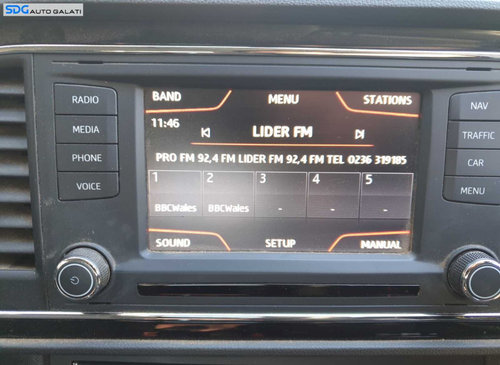 SDG AUTO GALATI
RADIO
MEDIA
PHONE
VOICE
BAND MENU STATIONS
11:46
LIDER FM
PRO FM 92,4 FM LIDER FM 92,4 FM TEL 0236 319185
1 2 3 4 5
BBCWales BBCWales - - -
SOUND SETUP MANUAL
NAV
TRAFFIC
CAR
MENU